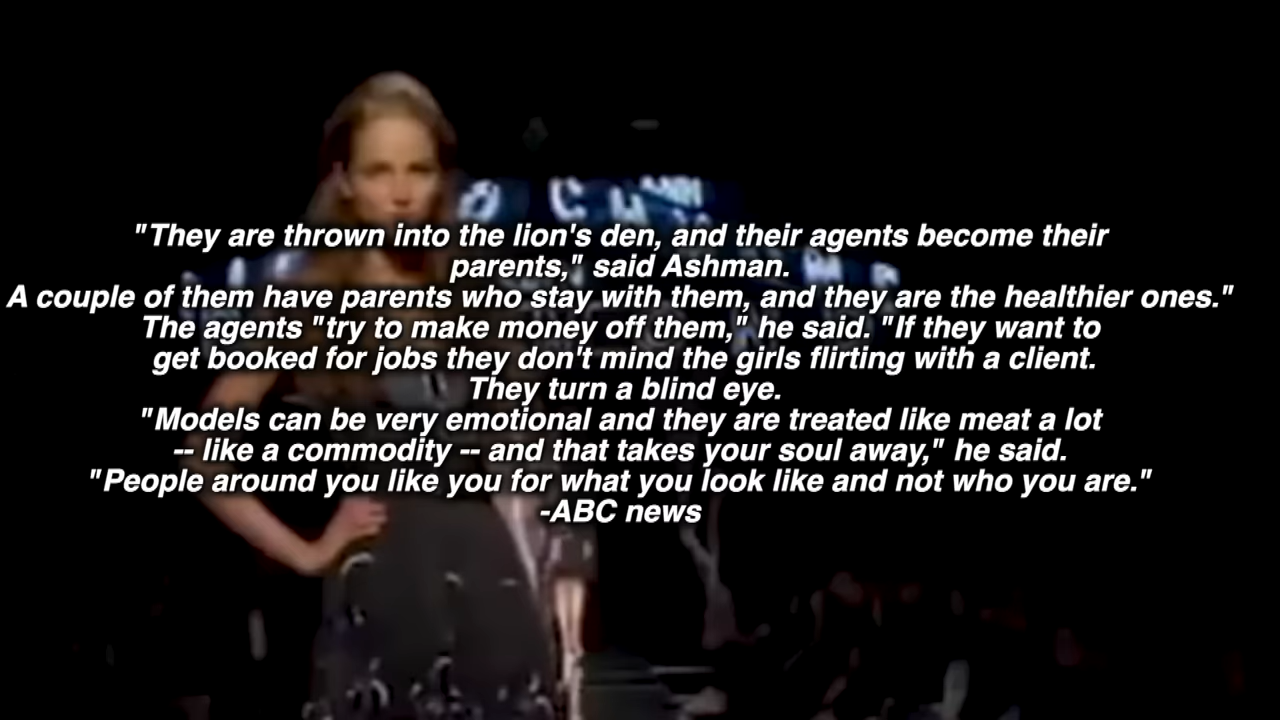 "They are thrown into the lion's den, and their agents become their
parents," said Ashman.
A couple of them have parents who stay with them, and they are the healthier ones."
The agents "try to make money off them," he said. "If they want to
get booked for jobs they don't mind the girls flirting with a client.
They turn a blind eye.
"Models can be very emotional and they are treated like meat a lot
-- like a commodity -- and that takes your soul away," he said.
"People around you like you for what you look like and not who you are."
-ABC news